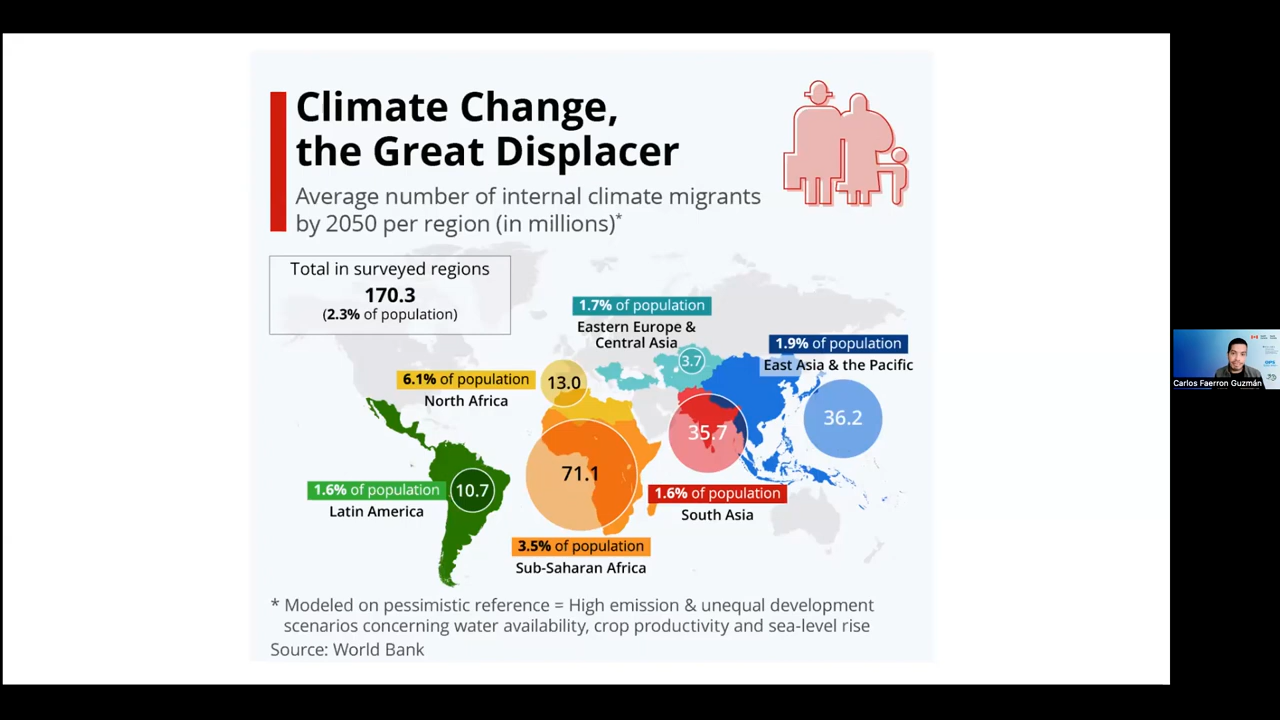 Climate Change,
the Great Displacer
Average number of internal climate migrants
by 2050 per region (in millions)*
Total in surveyed regions
170.3
(2.3% of population)
1.7% of population
Eastern Europe &
Central Asia
3.7
1.9% of population
East Asia & the Pacific
36.2
6.1% of population
North Africa
13.0
35.7
1.6% of population
South Asia
71.1
3.5% of population
Sub-Saharan Africa
1.6% of population
Latin America
10.7
* Modeled on pessimistic reference = High emission & unequal development
scenarios concerning water availability, crop productivity and sea-level rise
Source: World Bank
Carlos Faerron Guzmán